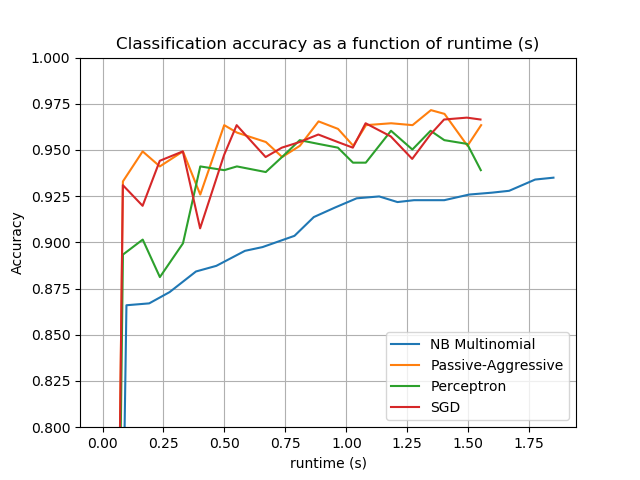 Classification accuracy as a function of runtime (s)
1.000
0.975
0.950
0.925
0.900
0.875
0.850
0.825
0.800
Accuracy
NB Multinomial
Passive-Aggressive
Perceptron
SGD
0.00 0.25 0.50 0.75 1.00 1.25 1.50 1.75
runtime (s)